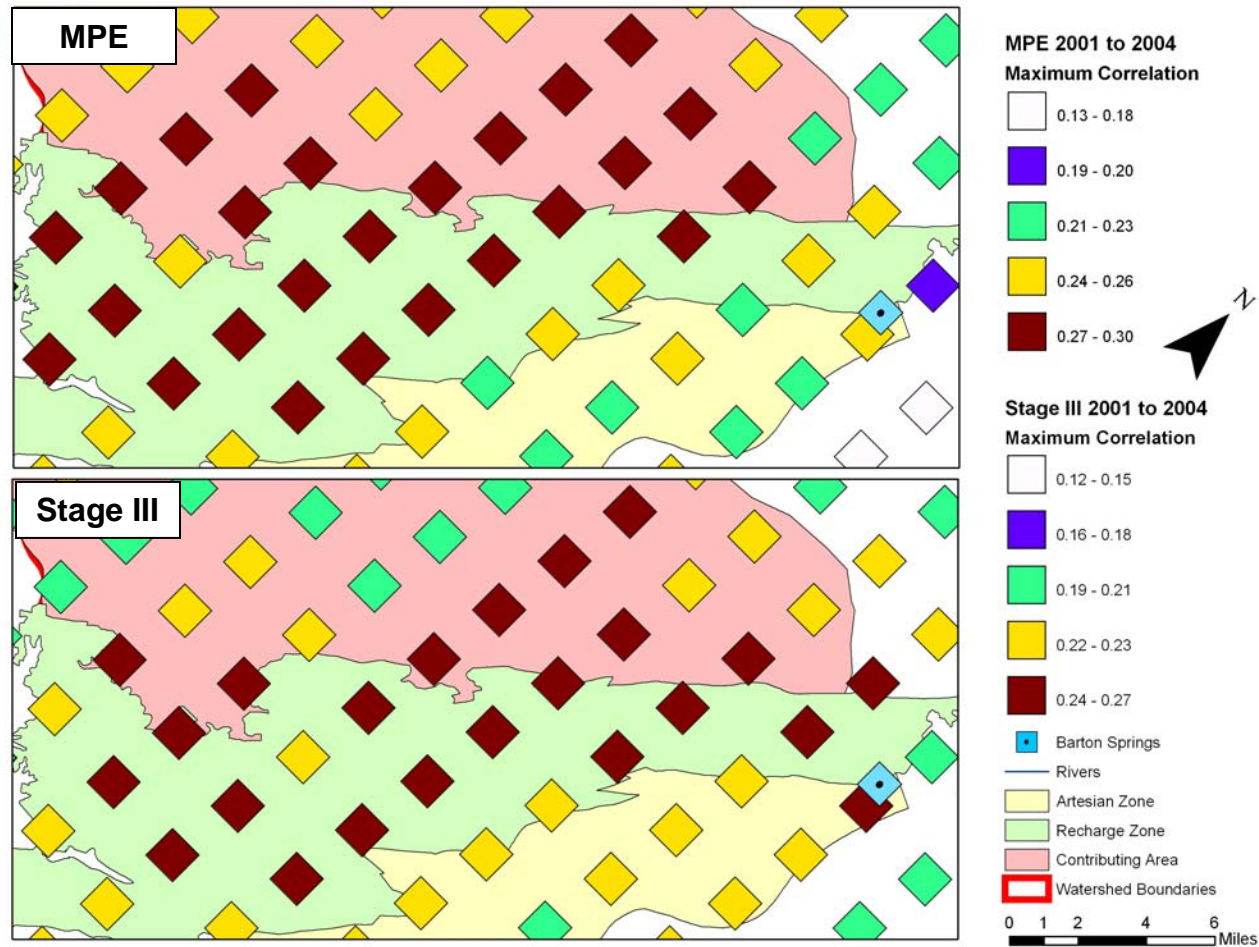 MPE
Stage III
MPE 2001 to 2004
Maximum Correlation
0.13 - 0.18
0.19 - 0.20
0.21 - 0.23
0.24 - 0.26
0.27 - 0.30
N
Stage III 2001 to 2004
Maximum Correlation
0.12 - 0.15
0.16 - 0.18
0.19 - 0.21
0.22 - 0.23
0.24 - 0.27
Barton Springs
Rivers
Artesian Zone
Recharge Zone
Contributing Area
Watershed Boundaries
0 1 2 4 6
Miles